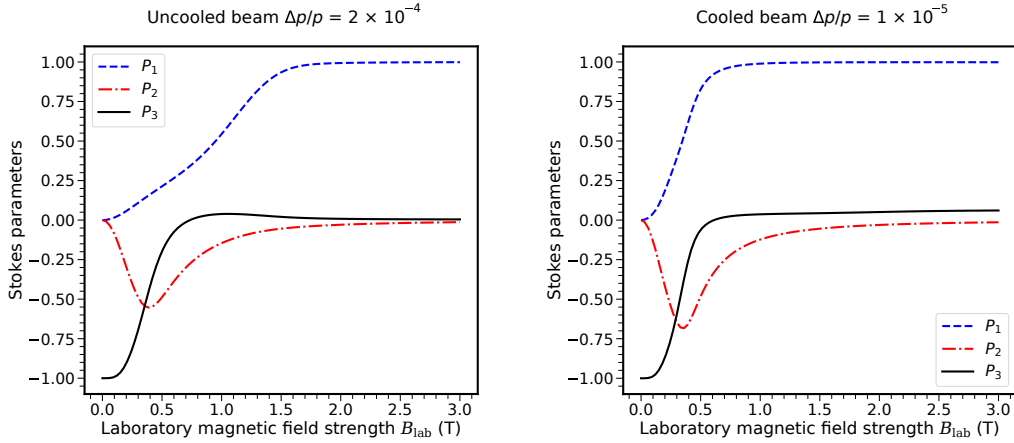 Uncooled beam Δp/p = 2 × 10⁻⁴
1.00
0.75
0.50
0.25
0.00
−0.25
−0.50
−0.75
−1.00
Stokes parameters
P₁
P₂
P₃
0.0 0.5 1.0 1.5 2.0 2.5 3.0
Laboratory magnetic field strength B_lab (T)
Cooled beam Δp/p = 1 × 10⁻⁵
1.00
0.75
0.50
0.25
0.00
−0.25
−0.50
−0.75
−1.00
Stokes parameters
P₁
P₂
P₃
0.0 0.5 1.0 1.5 2.0 2.5 3.0
Laboratory magnetic field strength B_lab (T)